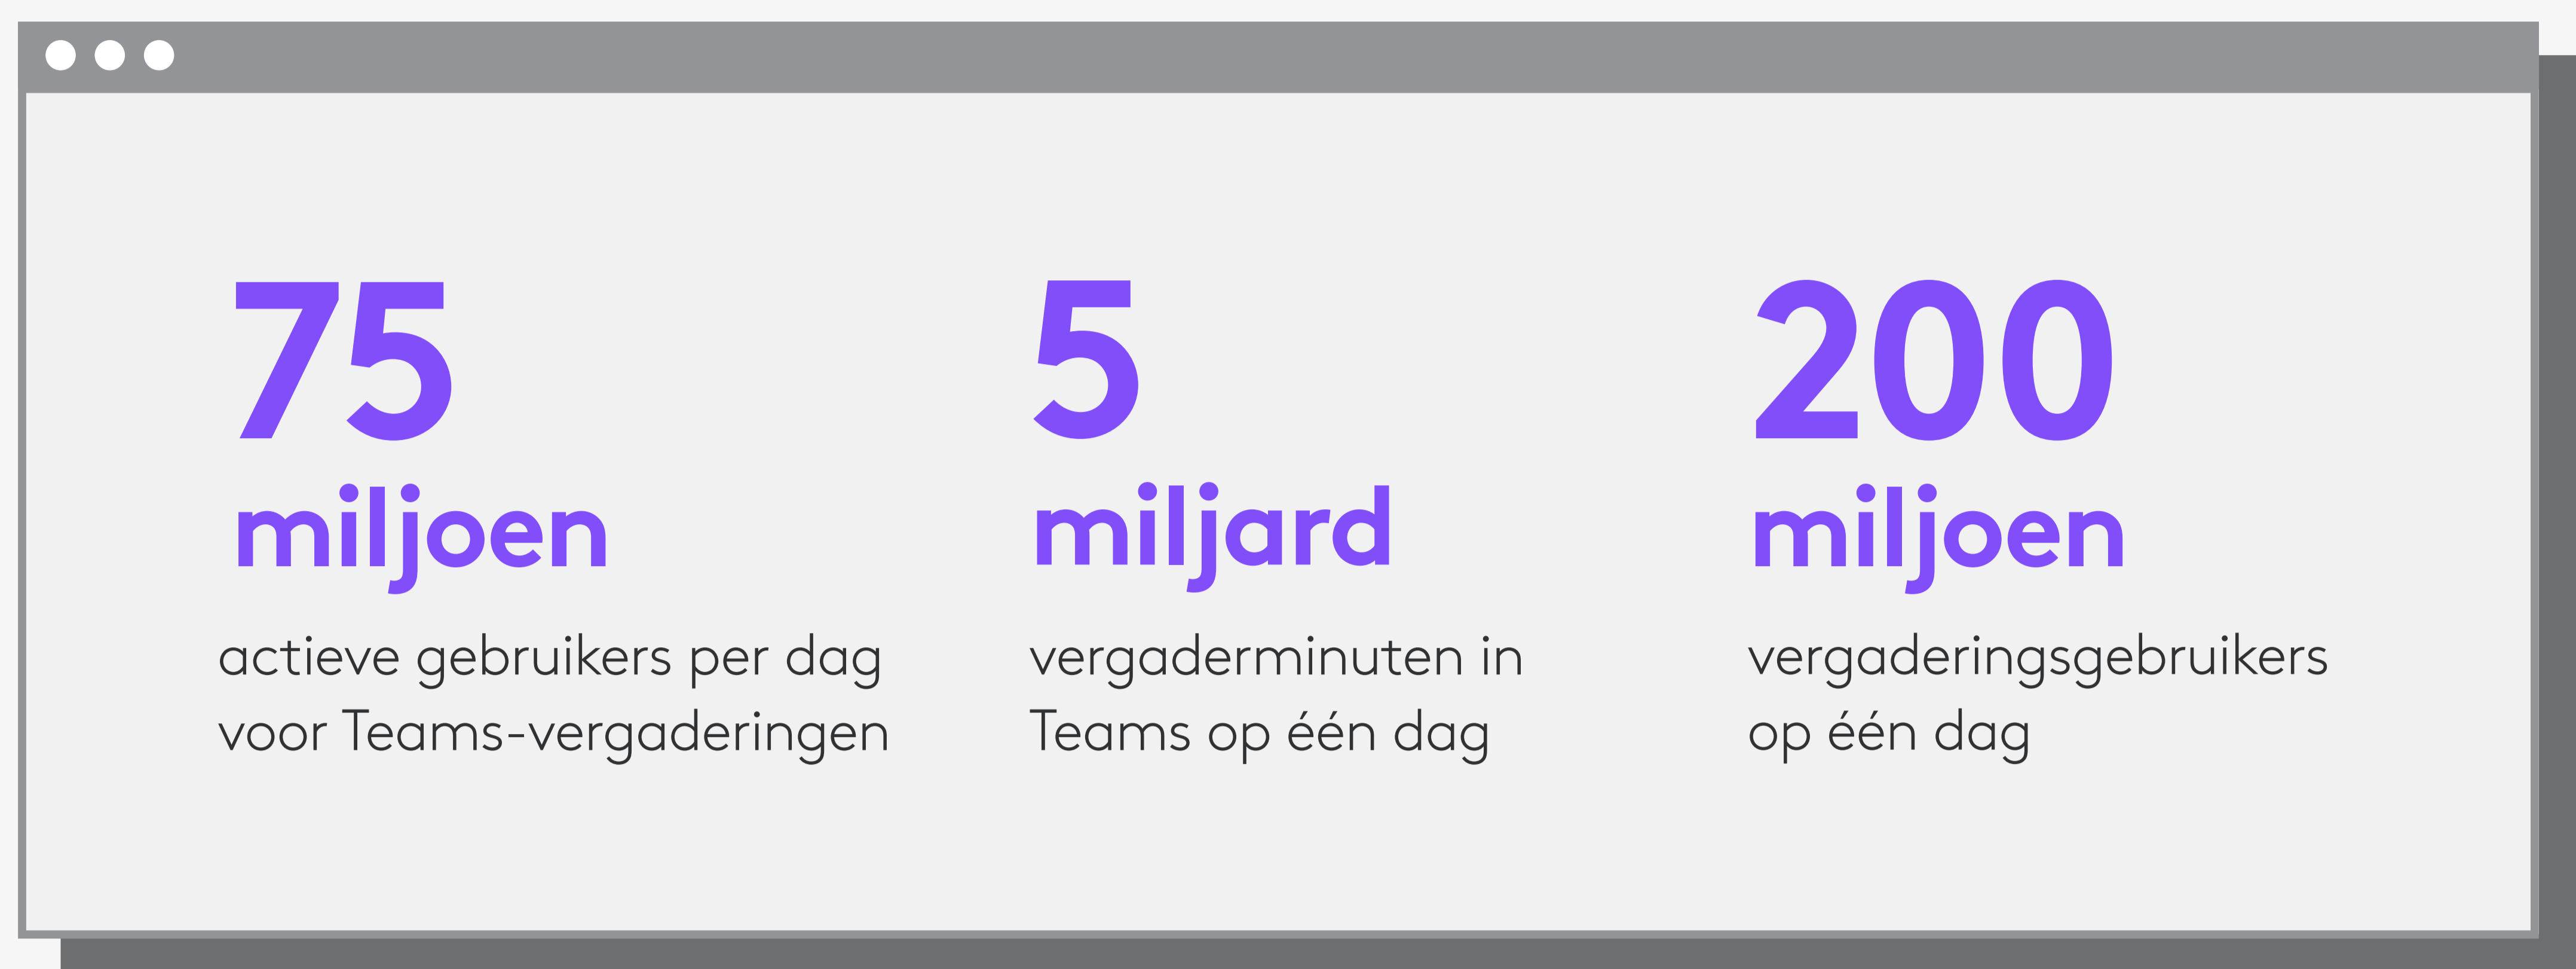 75
miljoen
actieve gebruikers per dag
voor Teams-vergaderingen
5
miljard
vergaderminuten in
Teams op één dag
200
miljoen
vergaderingsgebruikers
op één dag